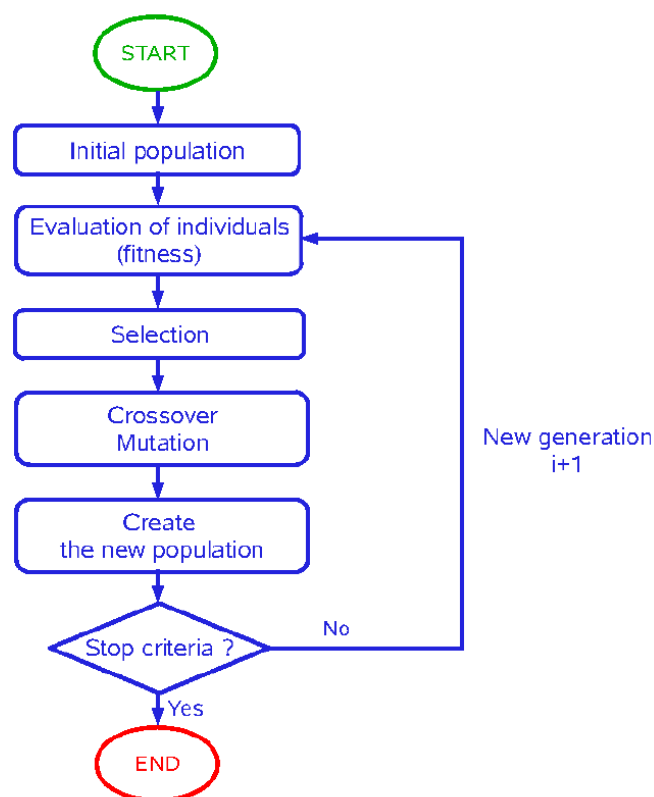 START
Initial population
Evaluation of individuals
(fitness)
Selection
Crossover
Mutation
Create
the new population
Stop criteria ?
No
New generation
i+1
Yes
END